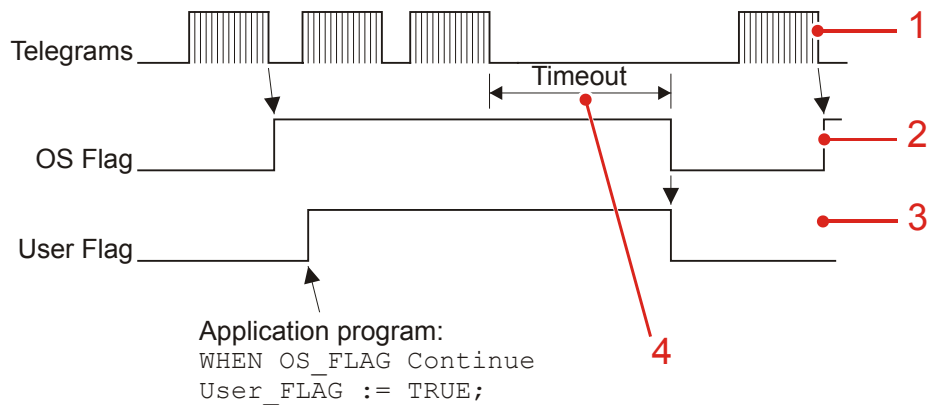 Telegrams
1
Timeout
OS Flag
2
User Flag
3
Application program:
4
WHEN OS_FLAG Continue
User_FLAG := TRUE;